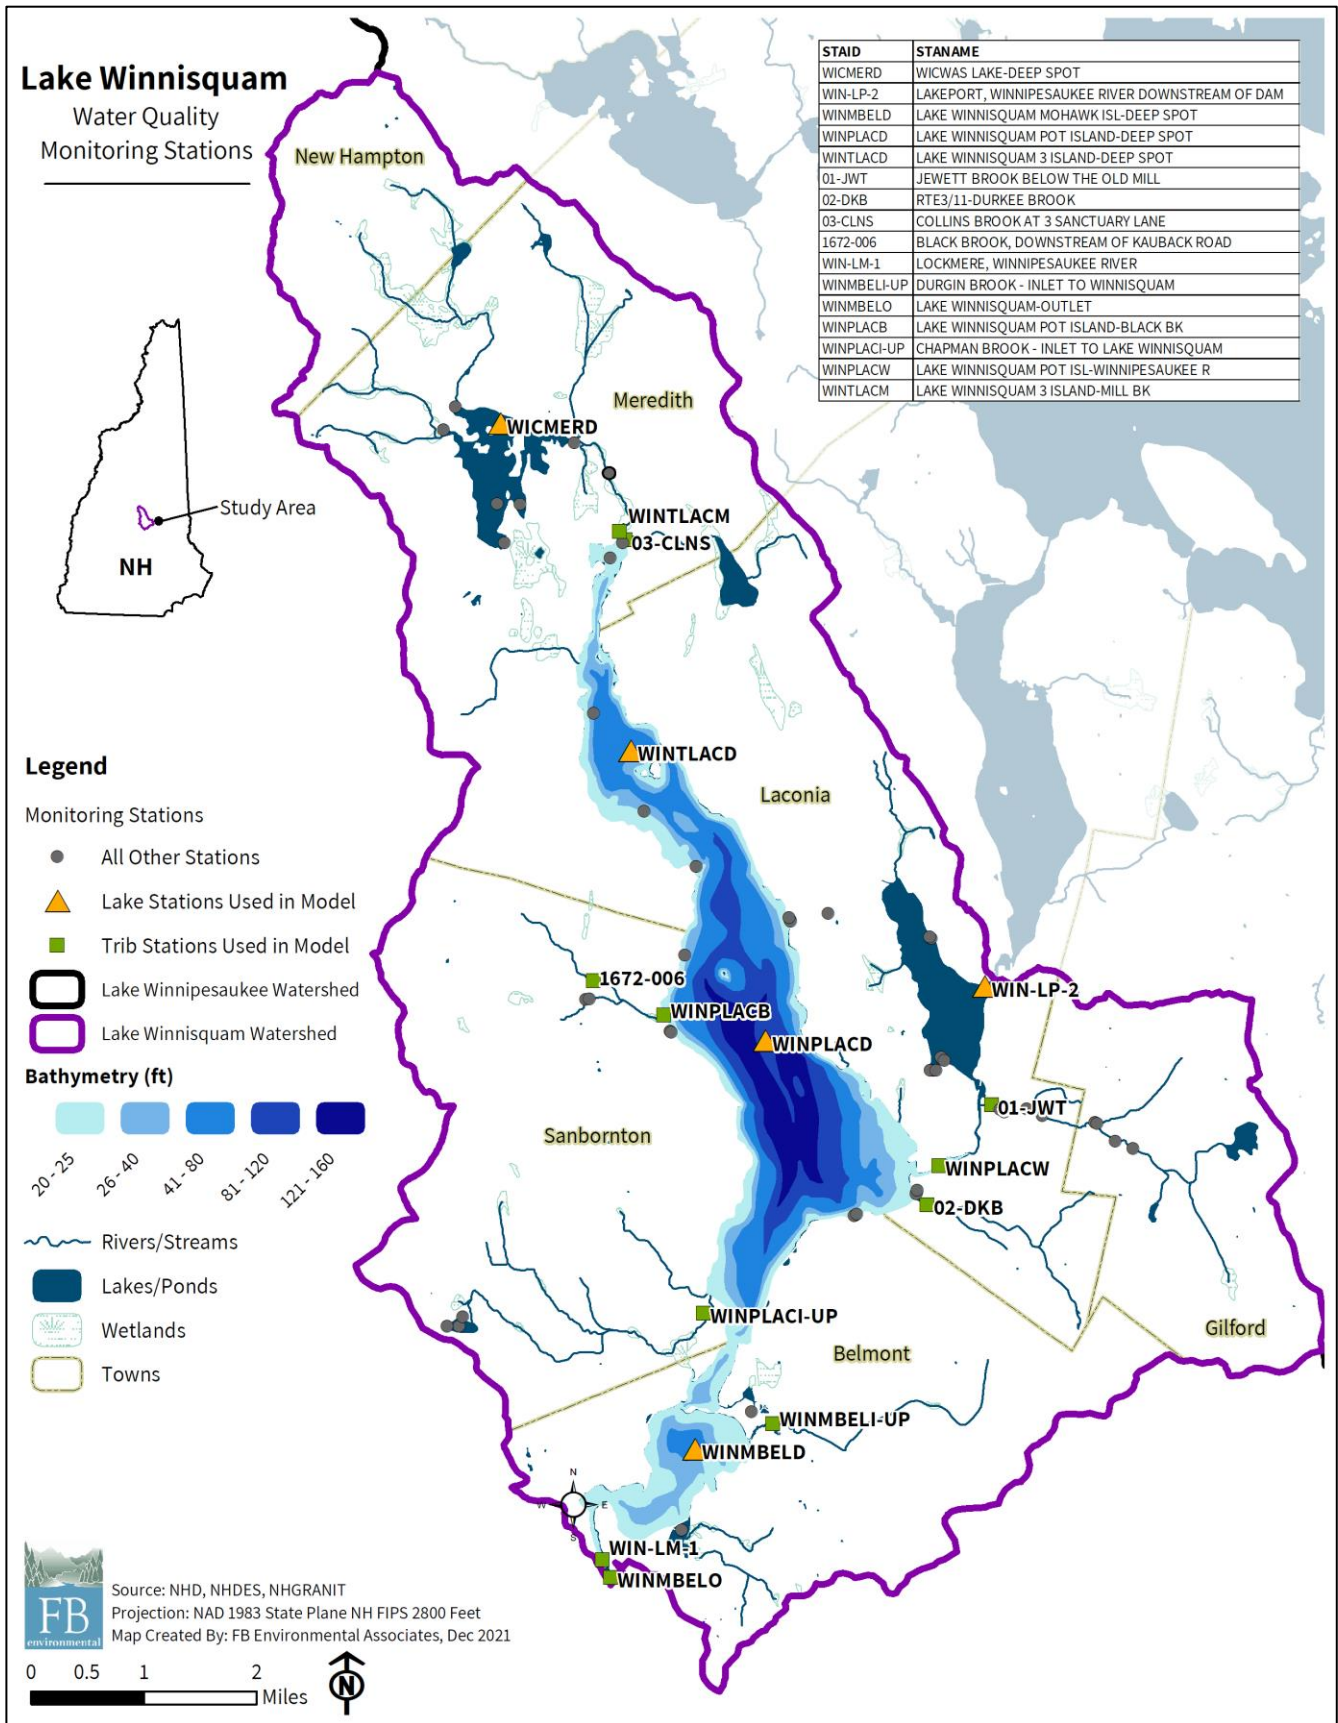 Lake Winnisquam
Water Quality
Monitoring Stations
STAID STANAME
WICMERD WICWAS LAKE-DEEP SPOT
WIN-LP-2 LAKEPORT, WINNIPESAUKEE RIVER DOWNSTREAM OF DAM
WINMBELD LAKE WINNISQUAM MOHAWK ISL-DEEP SPOT
WINPLACD LAKE WINNISQUAM POT ISLAND-DEEP SPOT
WINTLACD LAKE WINNISQUAM 3 ISLAND-DEEP SPOT
01-JWT JEWETT BROOK BELOW THE OLD MILL
02-DKB RTE3/11-DURKEE BROOK
03-CLNS COLLINS BROOK AT 3 SANCTUARY LANE
1672-006 BLACK BROOK, DOWNSTREAM OF KAUBACK ROAD
WIN-LM-1 LOCKMERE, WINNIPESAUKEE RIVER
WINMBELI-UP DURGIN BROOK - INLET TO WINNISQUAM
WINMBELO LAKE WINNISQUAM-OUTLET
WINPLACB LAKE WINNISQUAM POT ISLAND-BLACK BK
WINPLACI-UP CHAPMAN BROOK - INLET TO LAKE WINNISQUAM
WINPLACW LAKE WINNISQUAM POT ISL-WINNIPESAUKEE R
WINTLACM LAKE WINNISQUAM 3 ISLAND-MILL BK
New Hampton
Meredith
WICMERD
Study Area
NH
WINTLACM
03-CLNS
WINTLACD
Laconia
1672-006
WINPLACB
WIN-LP-2
WINPLACD
01-JWT
Sanbornton
WINPLACW
02-DKB
WINPLACI-UP
Gilford
Belmont
WINMBELI-UP
WINMBELD
N
W
E
S
WIN-LM-1
WINMBELO
Legend
Monitoring Stations
All Other Stations
Lake Stations Used in Model
Trib Stations Used in Model
Lake Winnipesaukee Watershed
Lake Winnisquam Watershed
Bathymetry (ft)
20 - 25
26 - 40
41 - 80
81 - 120
121 - 160
Rivers/Streams
Lakes/Ponds
Wetlands
Towns
FB
environmental
Source: NHD, NHDES, NHGRANIT
Projection: NAD 1983 State Plane NH FIPS 2800 Feet
Map Created By: FB Environmental Associates, Dec 2021
0 0.5 1 2
Miles
N